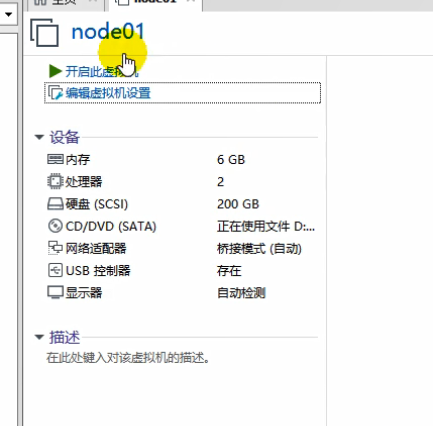 主页 node01
node01
开启此虚拟机
编辑虚拟机设置
设备
内存 6 GB
处理器 2
硬盘 (SCSI) 200 GB
CD/DVD (SATA) 正在使用文件 D:...
网络适配器 桥接模式 (自动)
USB 控制器 存在
显示器 自动检测
描述
在此处键入对该虚拟机的描述。